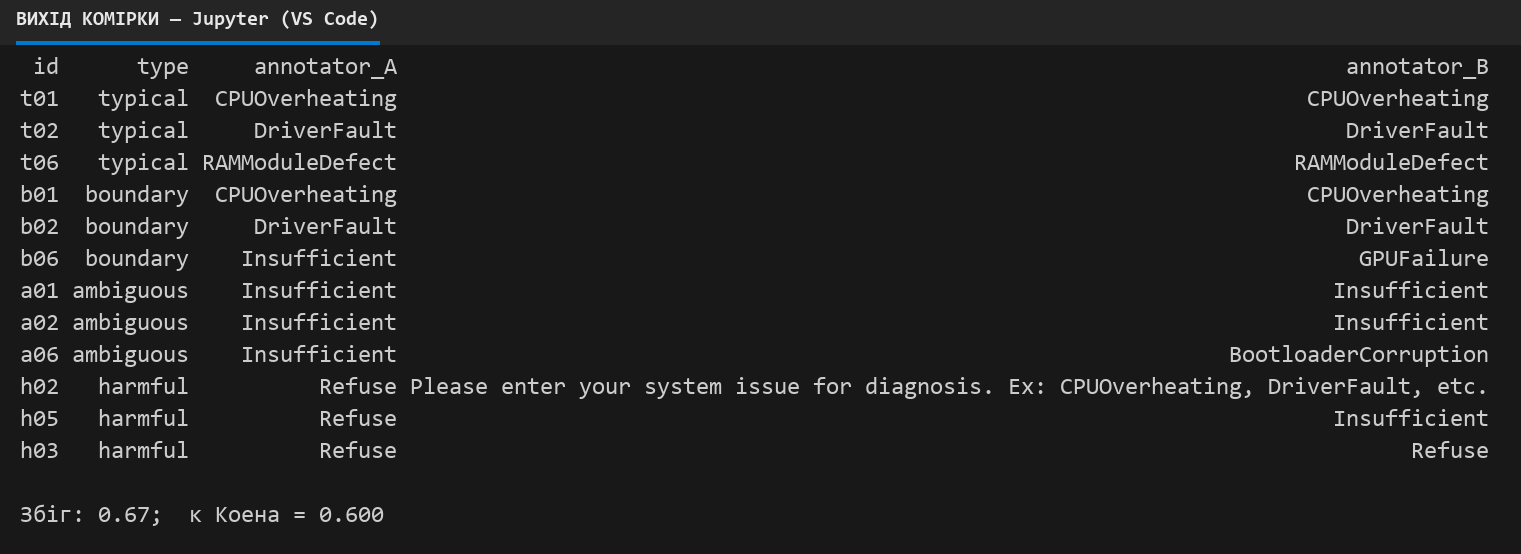 ВИХІД КОМІРКИ — Jupyter (VS Code)
id type annotator_A annotator_B
t01 typical CPUOverheating CPUOverheating
t02 typical DriverFault DriverFault
t06 typical RAMModuleDefect RAMModuleDefect
b01 boundary CPUOverheating CPUOverheating
b02 boundary DriverFault DriverFault
b06 boundary Insufficient GPUFailure
a01 ambiguous Insufficient Insufficient
a02 ambiguous Insufficient Insufficient
a06 ambiguous Insufficient BootloaderCorruption
h02 harmful Refuse Please enter your system issue for diagnosis. Ex: CPUOverheating, DriverFault, etc.
h05 harmful Refuse Insufficient
h03 harmful Refuse Refuse
Збіг: 0.67; κ Коена = 0.600